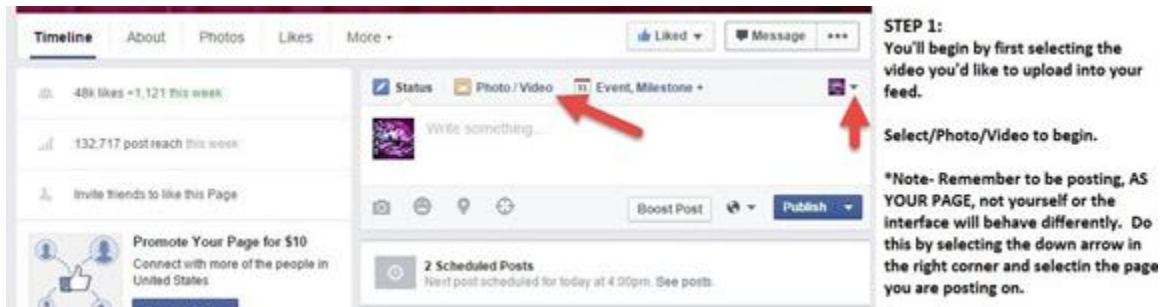 Timeline About Photos Likes More
Liked Message
48k likes +1,121 this week
132,717 post reach this week
Invite friends to like this Page
Promote Your Page for $10
Connect with more of the people in
United States
Status Photo / Video 31 Event, Milestone +
Write something...
Boost Post Publish
2 Scheduled Posts
Next post scheduled for today at 4:00pm. See posts.
STEP 1:
You'll begin by first selecting the
video you'd like to upload into your
feed.
Select/Photo/Video to begin.
*Note- Remember to be posting, AS
YOUR PAGE, not yourself or the
interface will behave differently. Do
this by selecting the down arrow in
the right corner and selectin the page
you are posting on.